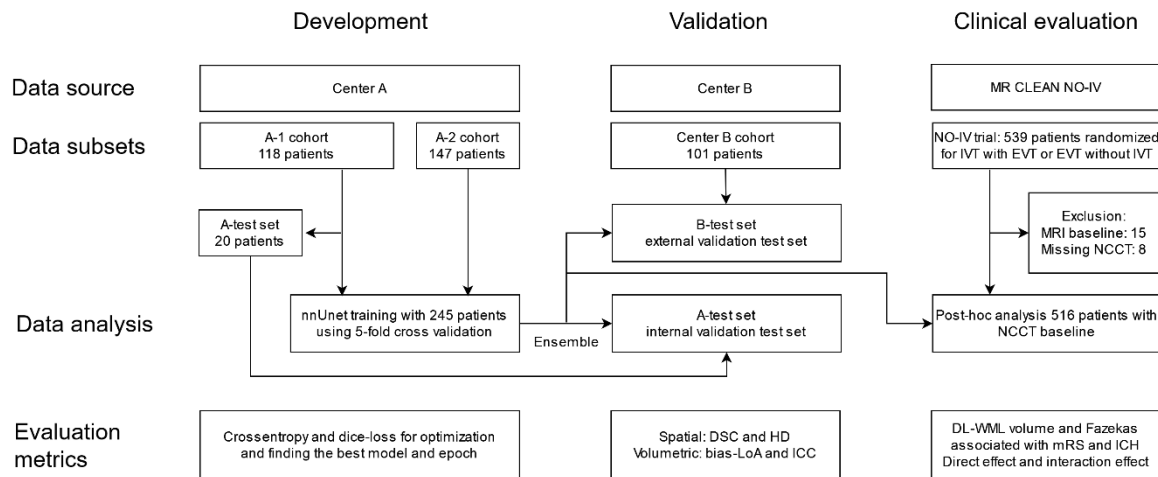 Development
Validation
Clinical evaluation
Data source
Center A
Center B
MR CLEAN NO-IV
Data subsets
A-1 cohort
118 patients
A-2 cohort
147 patients
Center B cohort
101 patients
NO-IV trial: 539 patients randomized
for IVT with EVT or EVT without IVT
A-test set
20 patients
B-test set
external validation test set
Exclusion:
MRI baseline: 15
Missing NCCT: 8
Data analysis
nnUnet training with 245 patients
using 5-fold cross validation
Ensemble
A-test set
internal validation test set
Post-hoc analysis 516 patients with
NCCT baseline
Evaluation
metrics
Crossentropy and dice-loss for optimization
and finding the best model and epoch
Spatial: DSC and HD
Volumetric: bias-LoA and ICC
DL-WML volume and Fazekas
associated with mRS and ICH
Direct effect and interaction effect